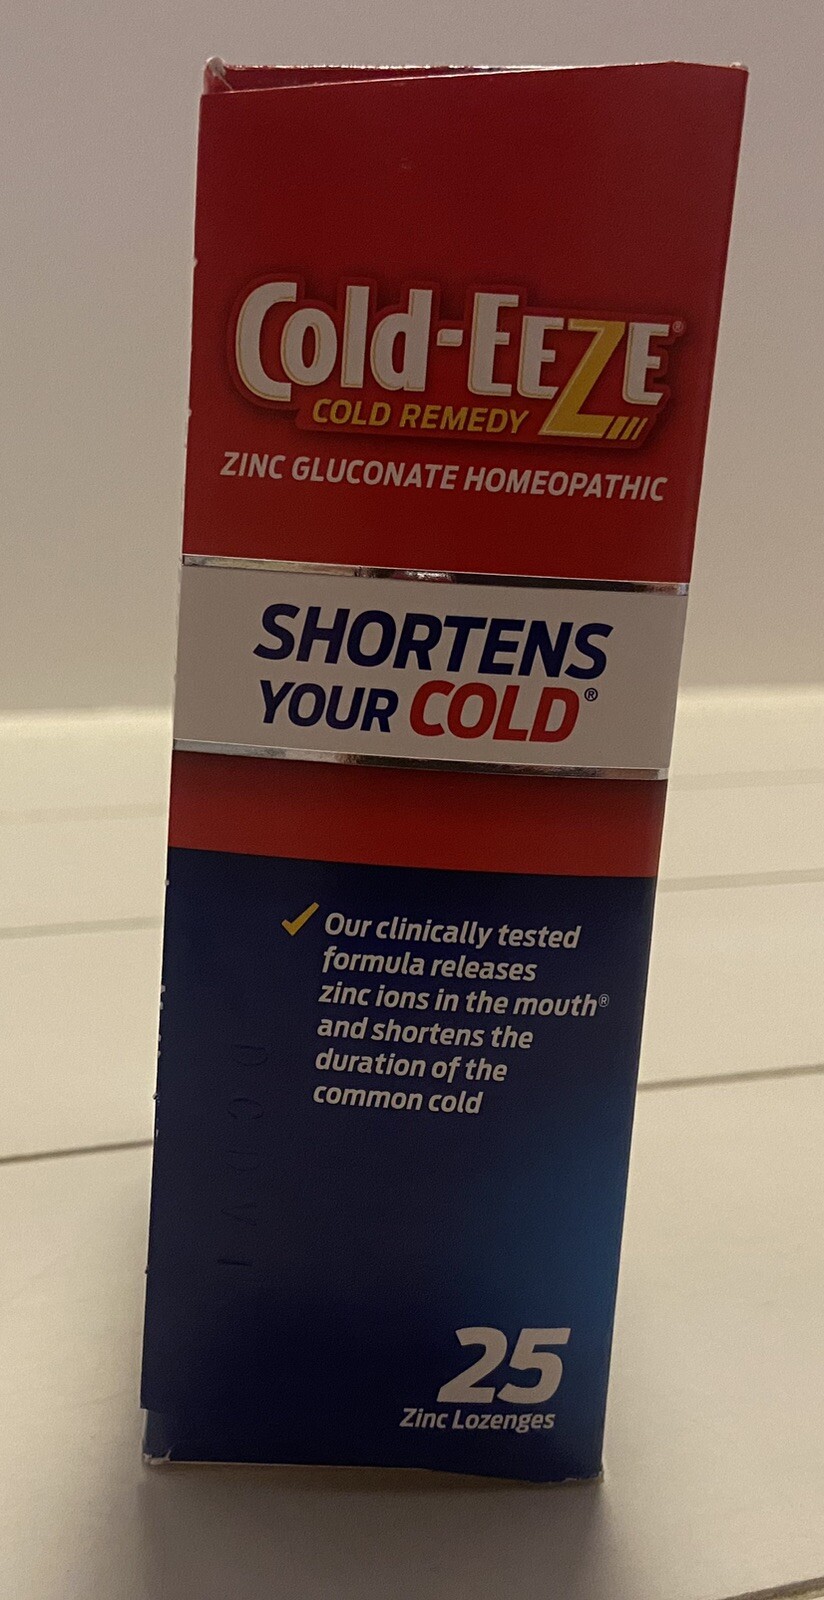 Cold-EEZE®
COLD REMEDY
ZINC GLUCONATE HOMEOPATHIC
SHORTENS
YOUR COLD®
✓ Our clinically tested
formula releases
zinc ions in the mouth®
and shortens the
duration of the
common cold
25
Zinc Lozenges